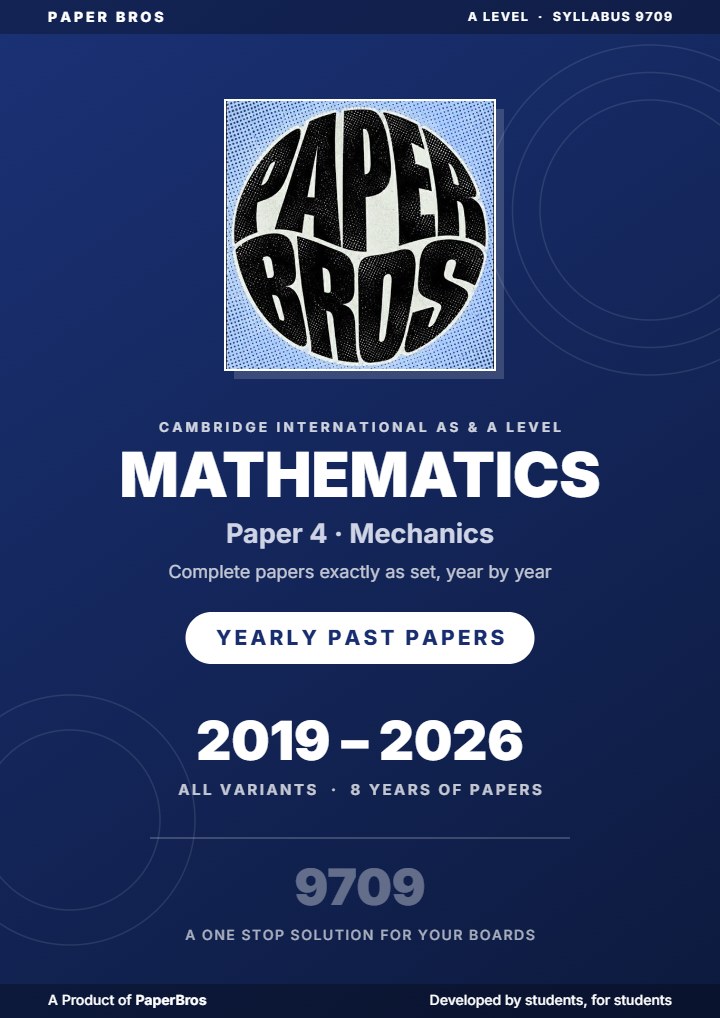 PAPER BROS
A LEVEL · SYLLABUS 9709
PAPER
BROS
CAMBRIDGE INTERNATIONAL AS & A LEVEL
MATHEMATICS
Paper 4 · Mechanics
Complete papers exactly as set, year by year
YEARLY PAST PAPERS
2019 – 2026
ALL VARIANTS · 8 YEARS OF PAPERS
9709
A ONE STOP SOLUTION FOR YOUR BOARDS
A Product of PaperBros
Developed by students, for students